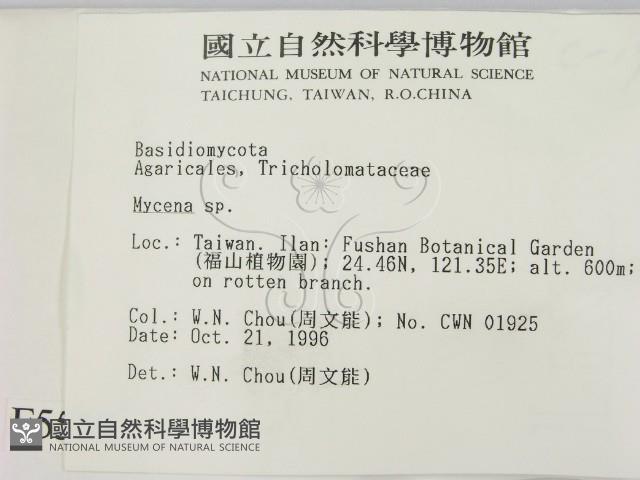 國立自然科學博物館
NATIONAL MUSEUM OF NATURAL SCIENCE
TAICHUNG, TAIWAN, R.O.CHINA
Basidiomycota
Agaricales, Tricholomataceae
Mycena sp.
Loc.: Taiwan. Ilan: Fushan Botanical Garden
(福山植物園); 24.46N, 121.35E; alt. 600m;
on rotten branch.
Col.: W.N. Chou(周文能); No. CWN 01925
Date: Oct. 21, 1996
Det.: W.N. Chou(周文能)
國立自然科學博物館
NATIONAL MUSEUM OF NATURAL SCIENCE